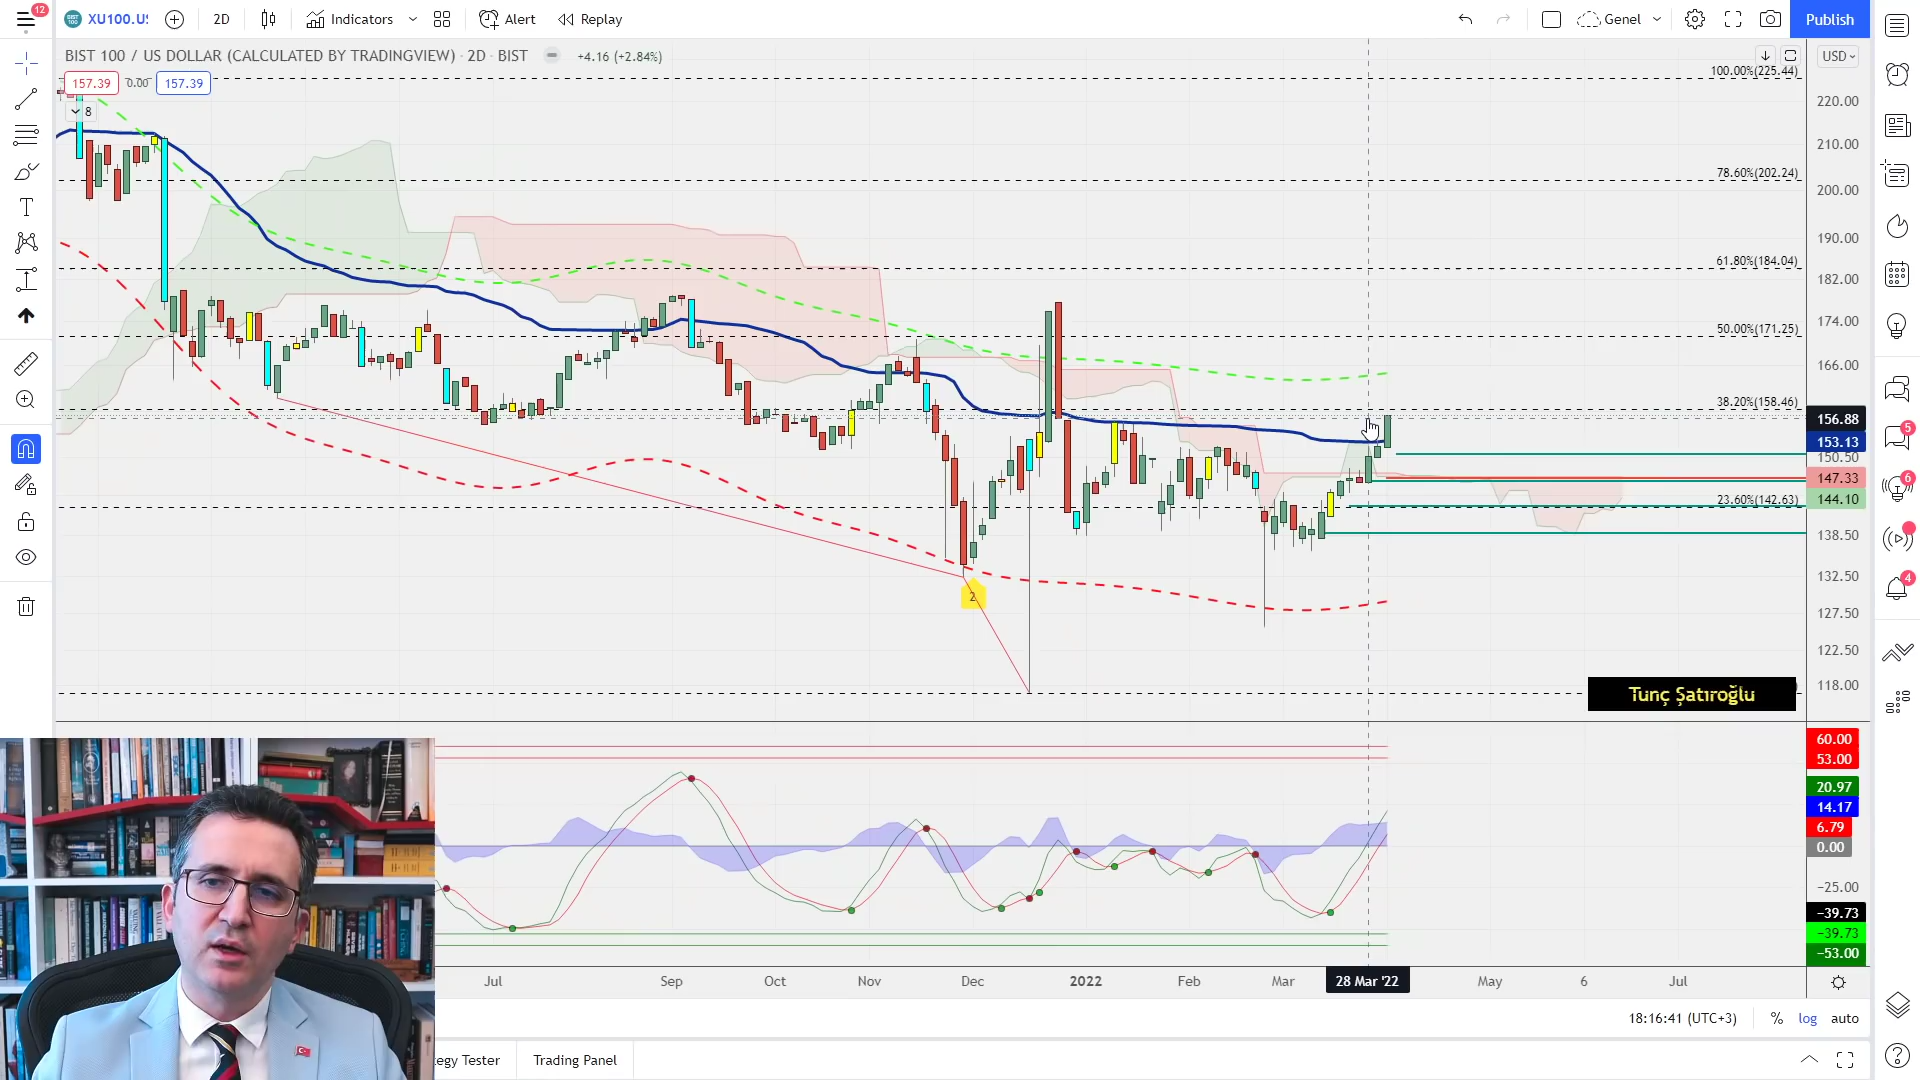 12
XU100.U
2D
Indicators
Alert
Replay
Genel
Publish
BIST 100 / US DOLLAR (CALCULATED BY TRADINGVIEW) · 2D · BIST
+4.16 (+2.84%)
USD
157.39
0.00
157.39
8
100.00%(225.44)
78.60%(202.24)
61.80%(184.04)
50.00%(171.25)
38.20%(158.46)
23.60%(142.63)
220.00
210.00
200.00
190.00
182.00
174.00
166.00
156.88
153.13
150.50
147.33
144.10
138.50
132.50
127.50
122.50
118.00
2
Tunç Şatıroğlu
60.00
53.00
20.97
14.17
6.79
0.00
−25.00
−39.73
−39.73
−53.00
Jul
Sep
Oct
Nov
Dec
2022
Feb
Mar
28 Mar '22
May
6
Jul
18:16:41 (UTC+3)
%
log
auto
egy Tester
Trading Panel
5
6
4